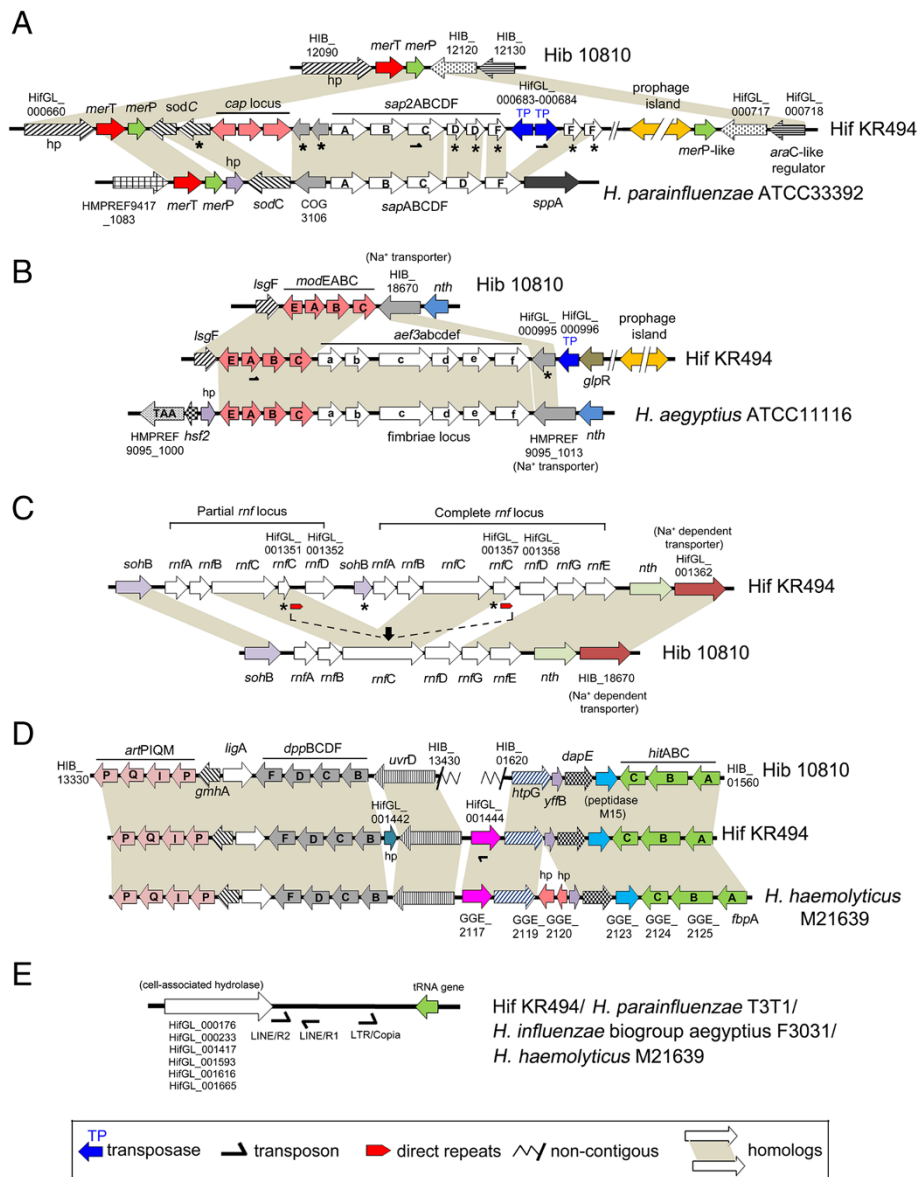 A
HIB_
12090
merT
merP
HIB_
12120
HIB_
12130
Hib 10810
hp
HifGL_
000660
merT
merP
sodC
cap locus
sap2ABCDF
HifGL_
000683-000684
TP TP
prophage
island
HifGL_
000717
HifGL_
000718
A B C D D F F F
Hif KR494
hp
* * * * * * * *
merP-like
araC-like
regulator
hp
A B C D F
HMPREF9417
_1083
merT
merP
sodC
COG
3106
sapABCDF
sppA
H. parainfluenzae ATCC33392
B
(Na+ transporter)
lsgF
modEABC
HIB_
18670
nth
Hib 10810
E A B C
lsgF
aef3abcdef
HifGL_
000995
HifGL_
000996
TP
prophage
island
E A B C a b c d e f
Hif KR494
*
glpR
hp
TAA E A B C a b c d e f
H. aegyptius ATCC11116
HMPREF
9095_1000
hsf2
fimbriae locus
HMPREF
9095_1013
(Na+ transporter)
nth
C
Partial rnf locus
Complete rnf locus
sohB
rnfA
rnfB
rnfC
HifGL_
001351
rnfC
HifGL_
001352
rnfD
sohB
rnfA
rnfB
rnfC
HifGL_
001357
rnfC
HifGL_
001358
rnfD
rnfG
rnfE
nth
(Na+ dependent
transporter)
HifGL_
001362
Hif KR494
* * *
Hib 10810
sohB
rnfA
rnfB
rnfC
rnfD
rnfG
rnfE
nth
HIB_18670
(Na+ dependent
transporter)
D
HIB_
13330
artPIQM
ligA
dppBCDF
uvrD
HIB_
13430
HIB_
01620
dapE
hitABC
HIB_
01560
P Q I P F D C B C B A
Hib 10810
gmhA
htpG
yffB
(peptidase
M15)
HifGL_
001442
HifGL_
001444
P Q I P F D C B C B A
Hif KR494
hp
hp hp
P Q I P F D C B C B A
H. haemolyticus
M21639
GGE_
2117
GGE_
2119
GGE_
2120
GGE_
2123
GGE_
2124
GGE_
2125
fbpA
E
(cell-associated hydrolase)
tRNA gene
HifGL_000176
HifGL_000233
HifGL_001417
HifGL_001593
HifGL_001616
HifGL_001665
LINE/R2
LINE/R1
LTR/Copia
Hif KR494/ H. parainfluenzae T3T1/
H. influenzae biogroup aegyptius F3031/
H. haemolyticus M21639
TP
transposase
transposon
direct repeats
non-contiguous
homologs